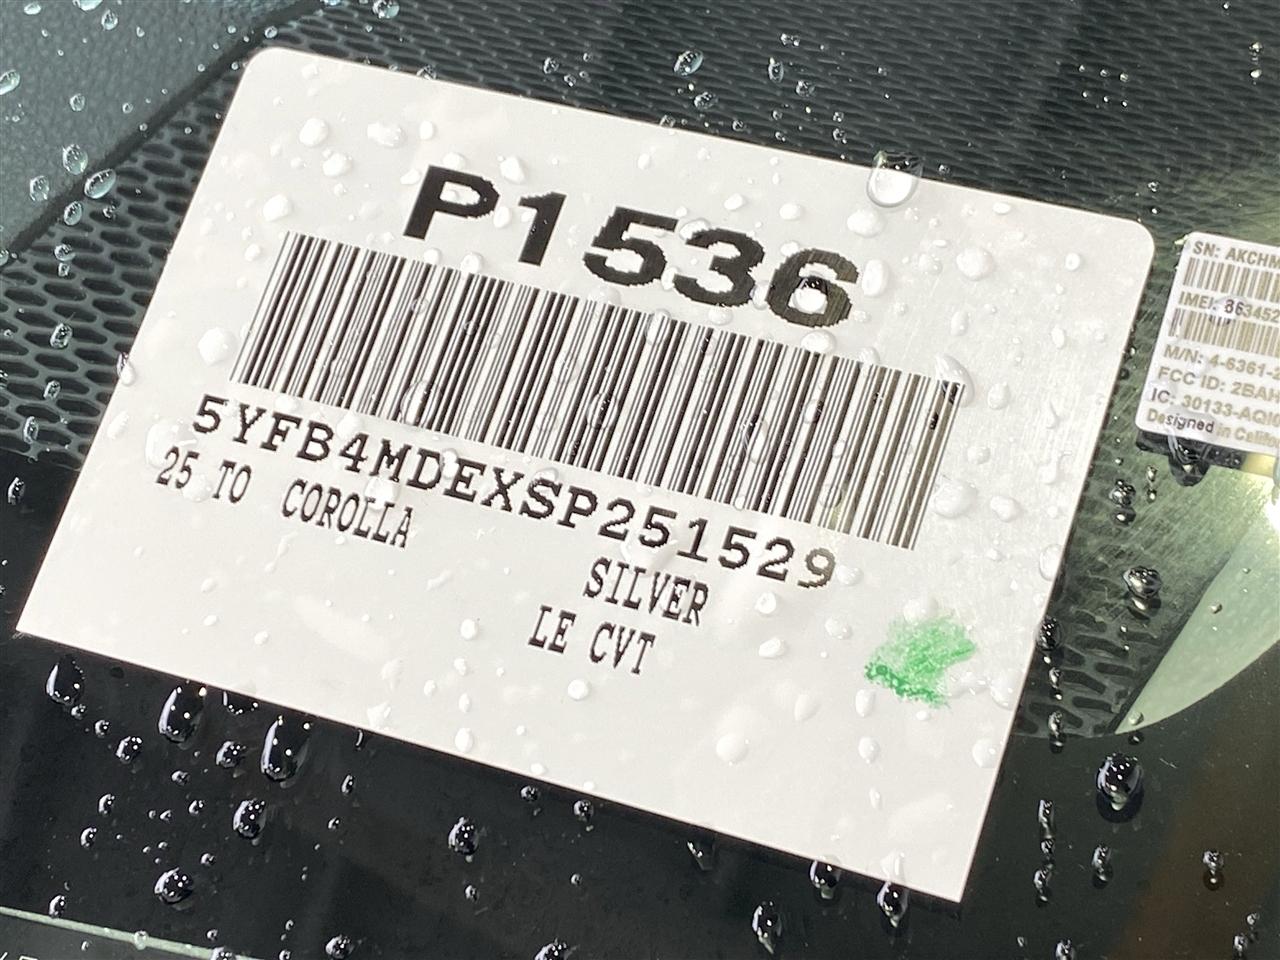 P1536
5YFB4MDEXSP251529
25 TO COROLLA
SILVER
LE CVT
SN: AKCHM
IMEI: 863452
M/N: 4-6361-
FCC ID: 2BAH
IC: 30133-AQI
Designed in Califo